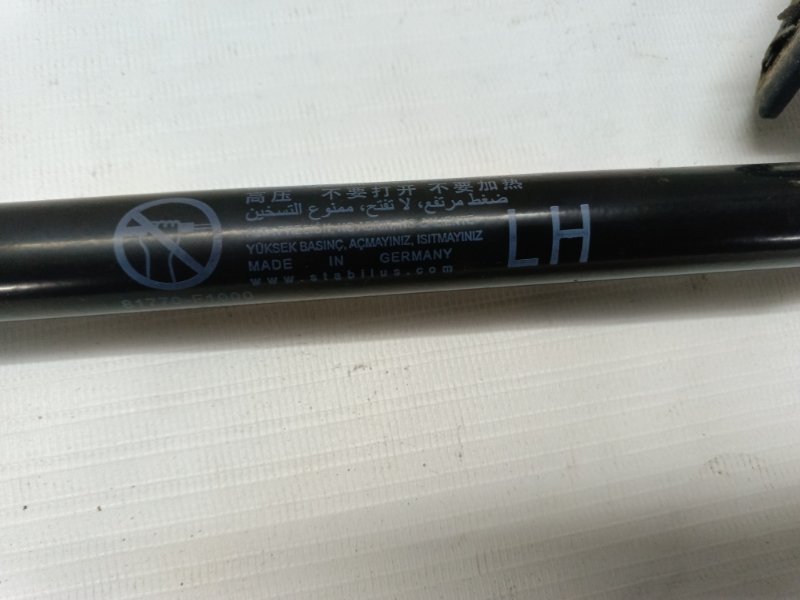 高压 不要打开 不要加热
ضغط مرتفع، لا تفتح، ممنوع التسخين
YÜKSEK BASINÇ, AÇMAYINIZ, ISITMAYINIZ
MADE IN GERMANY
www.stabilus.com
LH